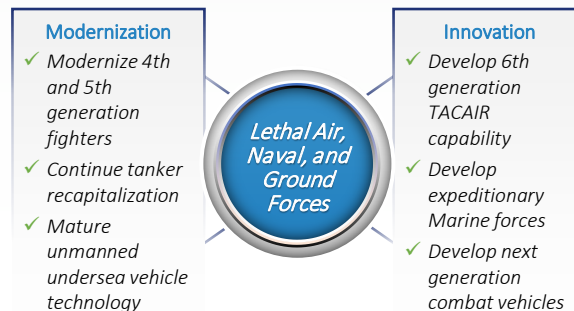 Modernization
✓ Modernize 4th
and 5th
generation
fighters
✓ Continue tanker
recapitalization
✓ Mature
unmanned
undersea vehicle
technology
Lethal Air,
Naval, and
Ground
Forces
Innovation
✓ Develop 6th
generation
TACAIR
capability
✓ Develop
expeditionary
Marine forces
✓ Develop next
generation
combat vehicles